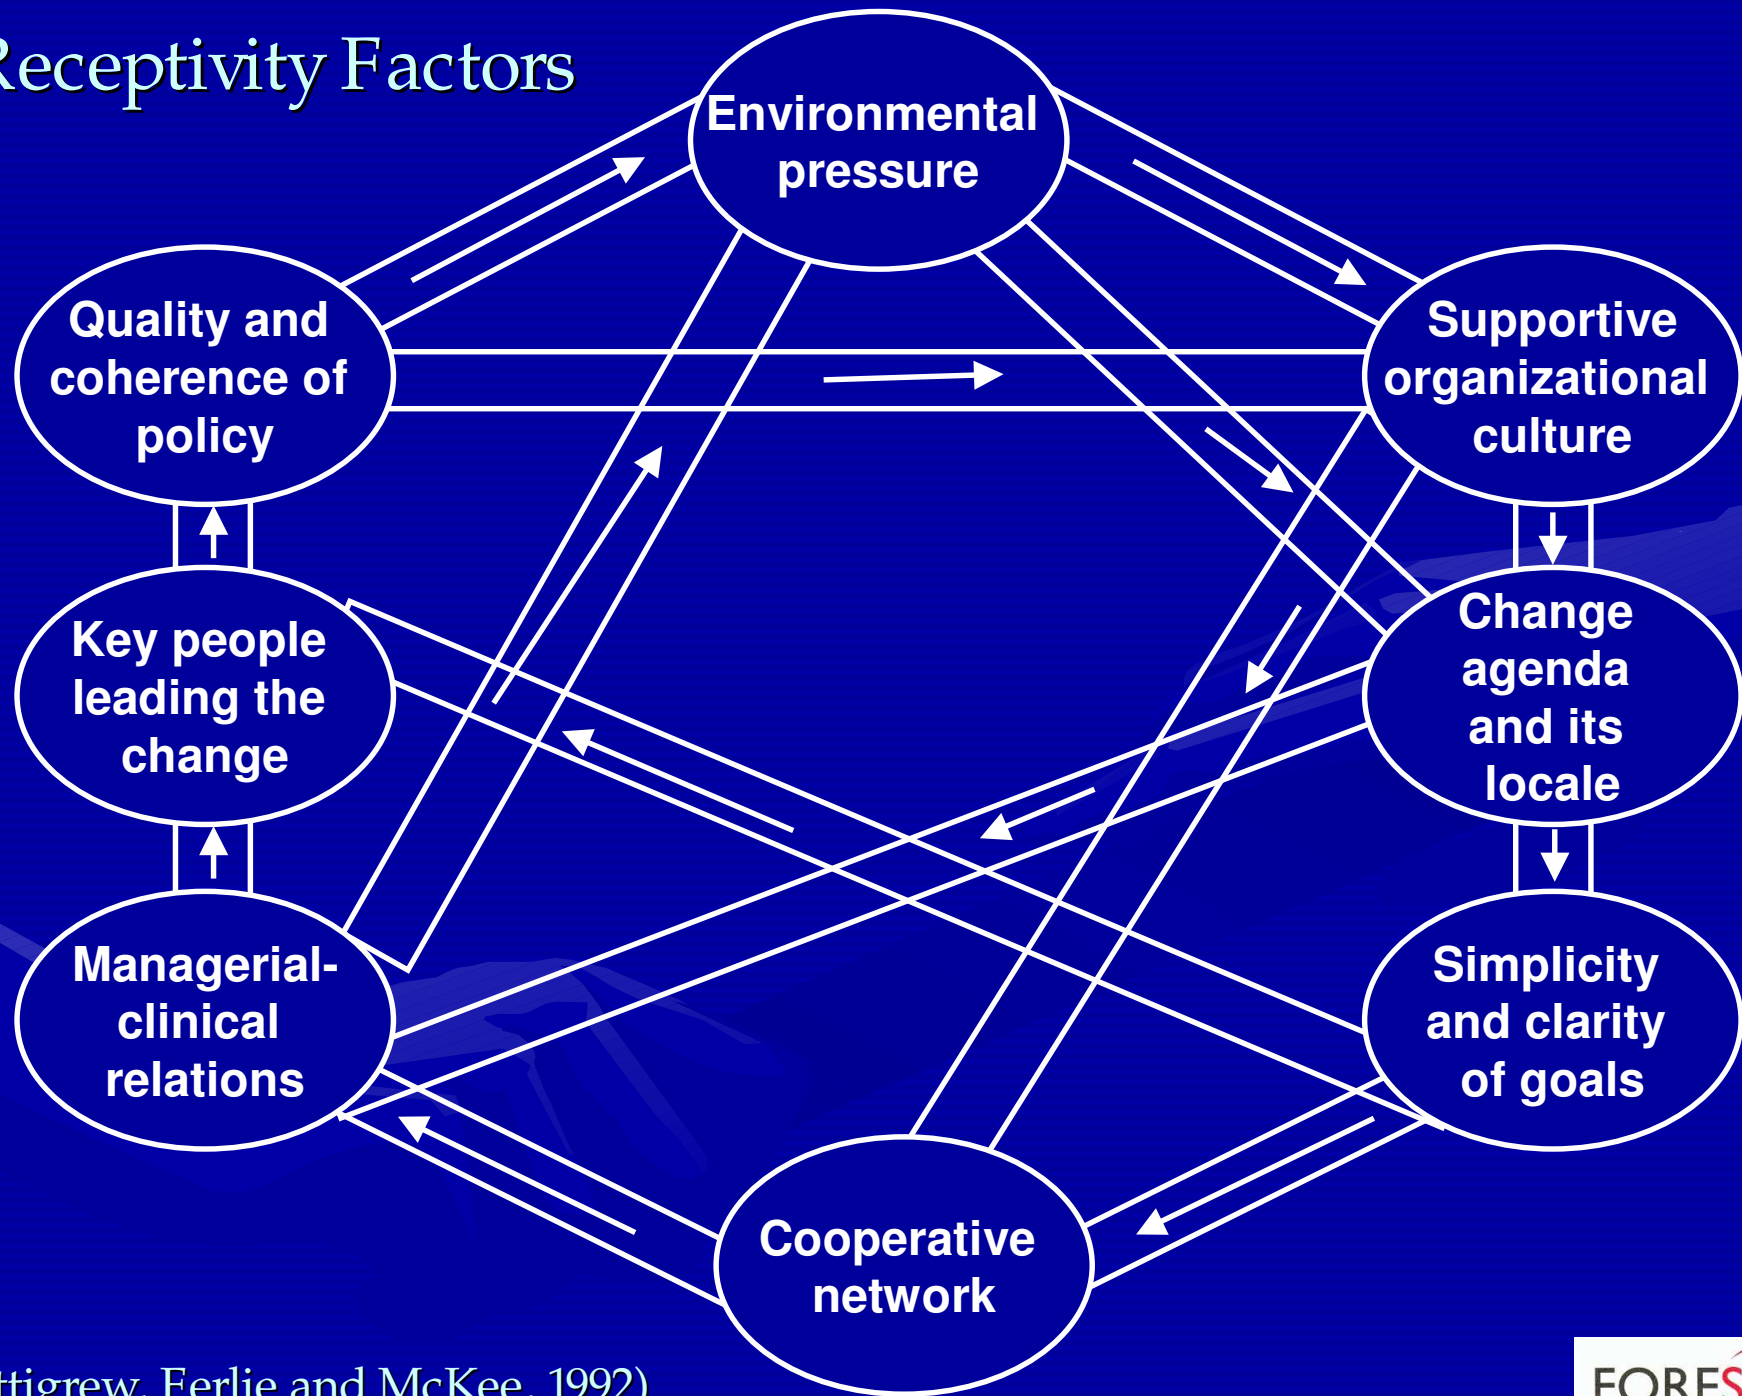 Receptivity Factors
Environmental
pressure
Quality and
coherence of
policy
Supportive
organizational
culture
Key people
leading the
change
Change
agenda
and its
locale
Managerial-
clinical
relations
Simplicity
and clarity
of goals
Cooperative
network
ttigrew, Ferlie and McKee, 1992)
FORES